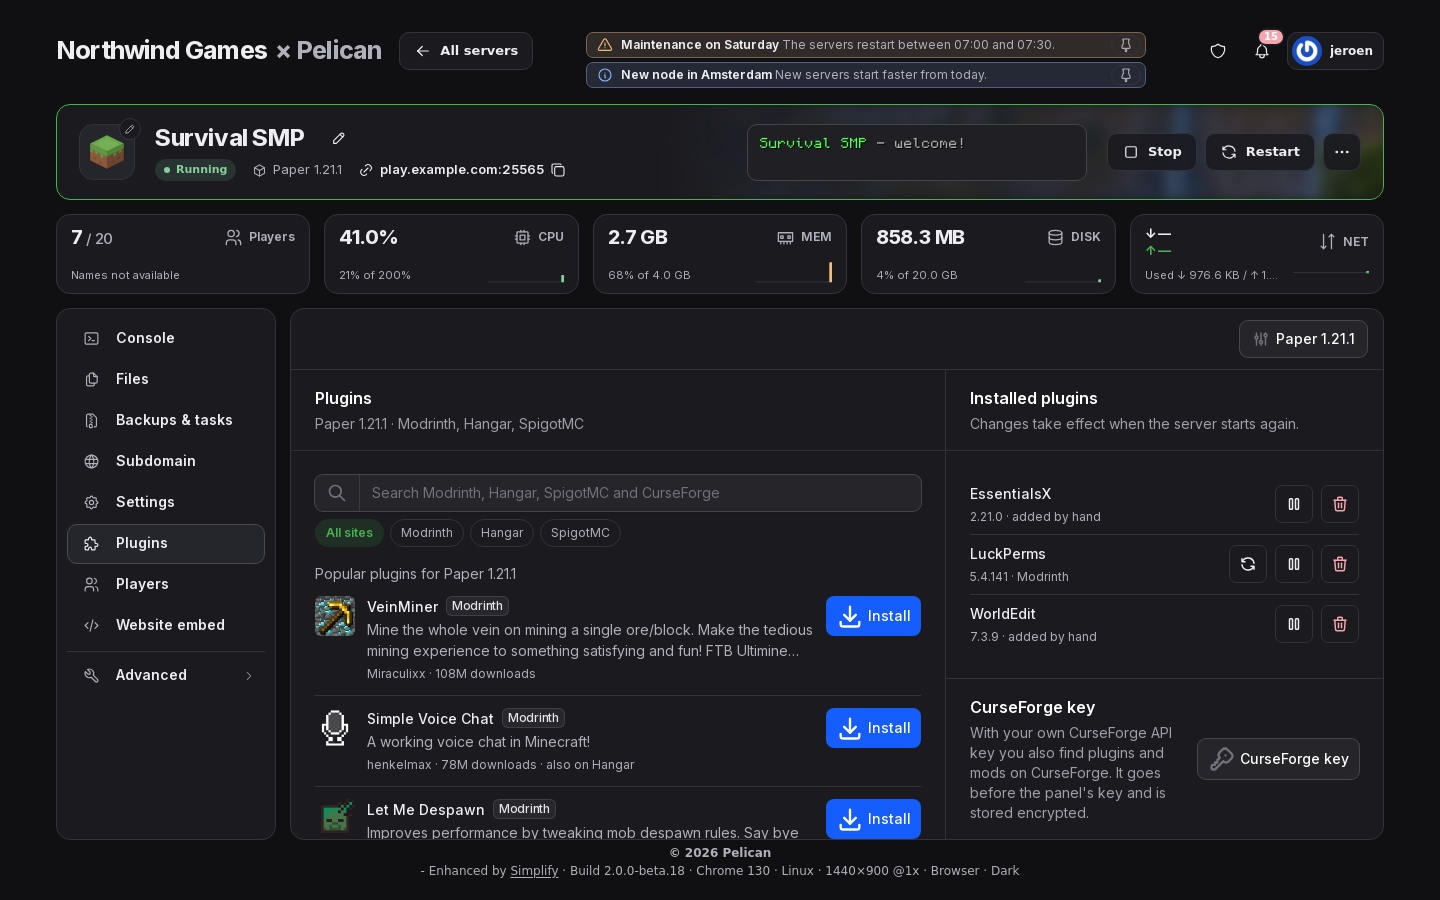 Northwind Games × Pelican
All servers
Maintenance on Saturday The servers restart between 07:00 and 07:30.
New node in Amsterdam New servers start faster from today.
15
jeroen
Survival SMP
Running
Paper 1.21.1
play.example.com:25565
Survival SMP - welcome!
Stop
Restart
7 / 20
Players
Names not available
41.0%
CPU
21% of 200%
2.7 GB
MEM
68% of 4.0 GB
858.3 MB
DISK
4% of 20.0 GB
↓—
↑—
NET
Used ↓ 976.6 KB / ↑ 1....
Console
Files
Backups & tasks
Subdomain
Settings
Plugins
Players
Website embed
Advanced
Paper 1.21.1
Plugins
Paper 1.21.1 · Modrinth, Hangar, SpigotMC
Search Modrinth, Hangar, SpigotMC and CurseForge
All sites
Modrinth
Hangar
SpigotMC
Popular plugins for Paper 1.21.1
VeinMiner Modrinth
Mine the whole vein on mining a single ore/block. Make the tedious
mining experience to something satisfying and fun! FTB Ultimine...
Miraculixx · 108M downloads
Install
Simple Voice Chat Modrinth
A working voice chat in Minecraft!
henkelmax · 78M downloads · also on Hangar
Install
Let Me Despawn Modrinth
Improves performance by tweaking mob despawn rules. Say bye
Install
Installed plugins
Changes take effect when the server starts again.
EssentialsX
2.21.0 · added by hand
LuckPerms
5.4.141 · Modrinth
WorldEdit
7.3.9 · added by hand
CurseForge key
With your own CurseForge API
key you also find plugins and
mods on CurseForge. It goes
before the panel's key and is
stored encrypted.
CurseForge key
© 2026 Pelican
- Enhanced by Simplify · Build 2.0.0-beta.18 · Chrome 130 · Linux · 1440×900 @1x · Browser · Dark